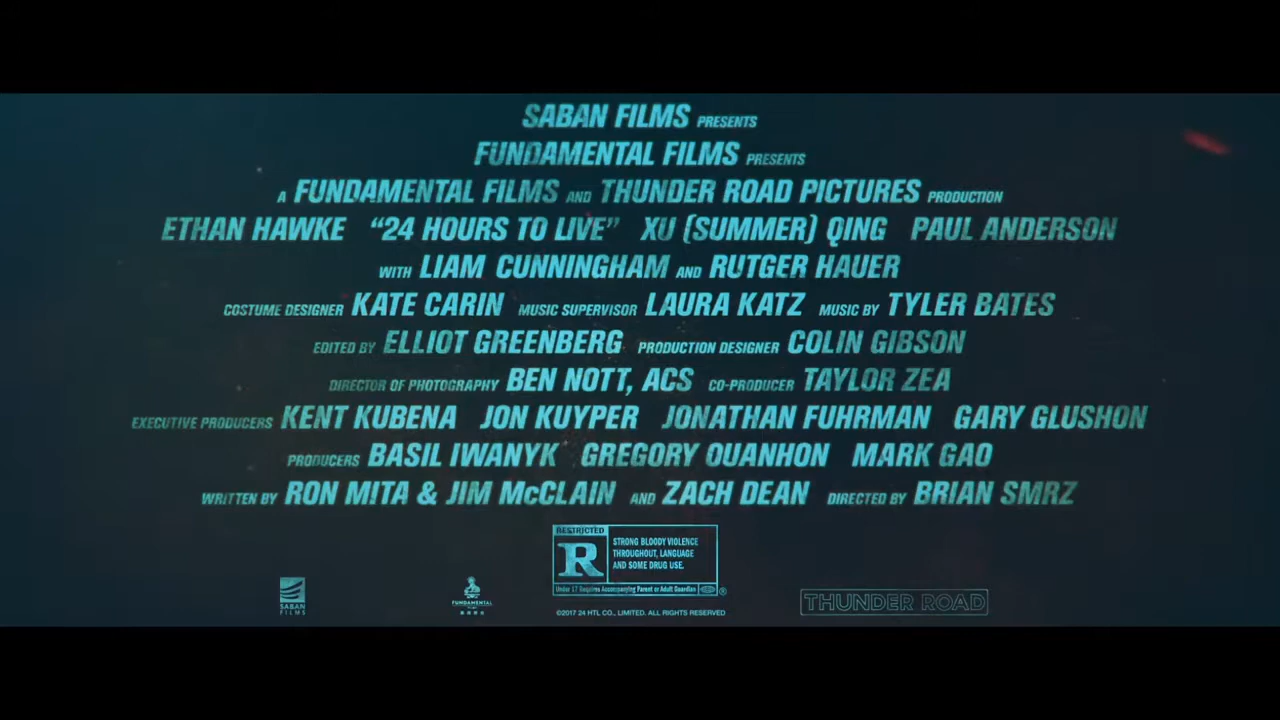 SABAN FILMS PRESENTS
FUNDAMENTAL FILMS PRESENTS
A FUNDAMENTAL FILMS AND THUNDER ROAD PICTURES PRODUCTION
ETHAN HAWKE “24 HOURS TO LIVE” XU (SUMMER) QING PAUL ANDERSON
WITH LIAM CUNNINGHAM AND RUTGER HAUER
COSTUME DESIGNER KATE CARIN MUSIC SUPERVISOR LAURA KATZ MUSIC BY TYLER BATES
EDITED BY ELLIOT GREENBERG PRODUCTION DESIGNER COLIN GIBSON
DIRECTOR OF PHOTOGRAPHY BEN NOTT, ACS CO-PRODUCER TAYLOR ZEA
EXECUTIVE PRODUCERS KENT KUBENA JON KUYPER JONATHAN FUHRMAN GARY GLUSHON
PRODUCERS BASIL IWANYK GREGORY OUANHON MARK GAO
WRITTEN BY RON MITA & JIM McCLAIN AND ZACH DEAN DIRECTED BY BRIAN SMRZ
RESTRICTED
R
STRONG BLOODY VIOLENCE
THROUGHOUT, LANGUAGE
AND SOME DRUG USE.
Under 17 Requires Accompanying Parent or Adult Guardian
®
SABAN
FILMS
FUNDAMENTAL
THUNDER ROAD
©2017 24 HTL CO., LIMITED. ALL RIGHTS RESERVED